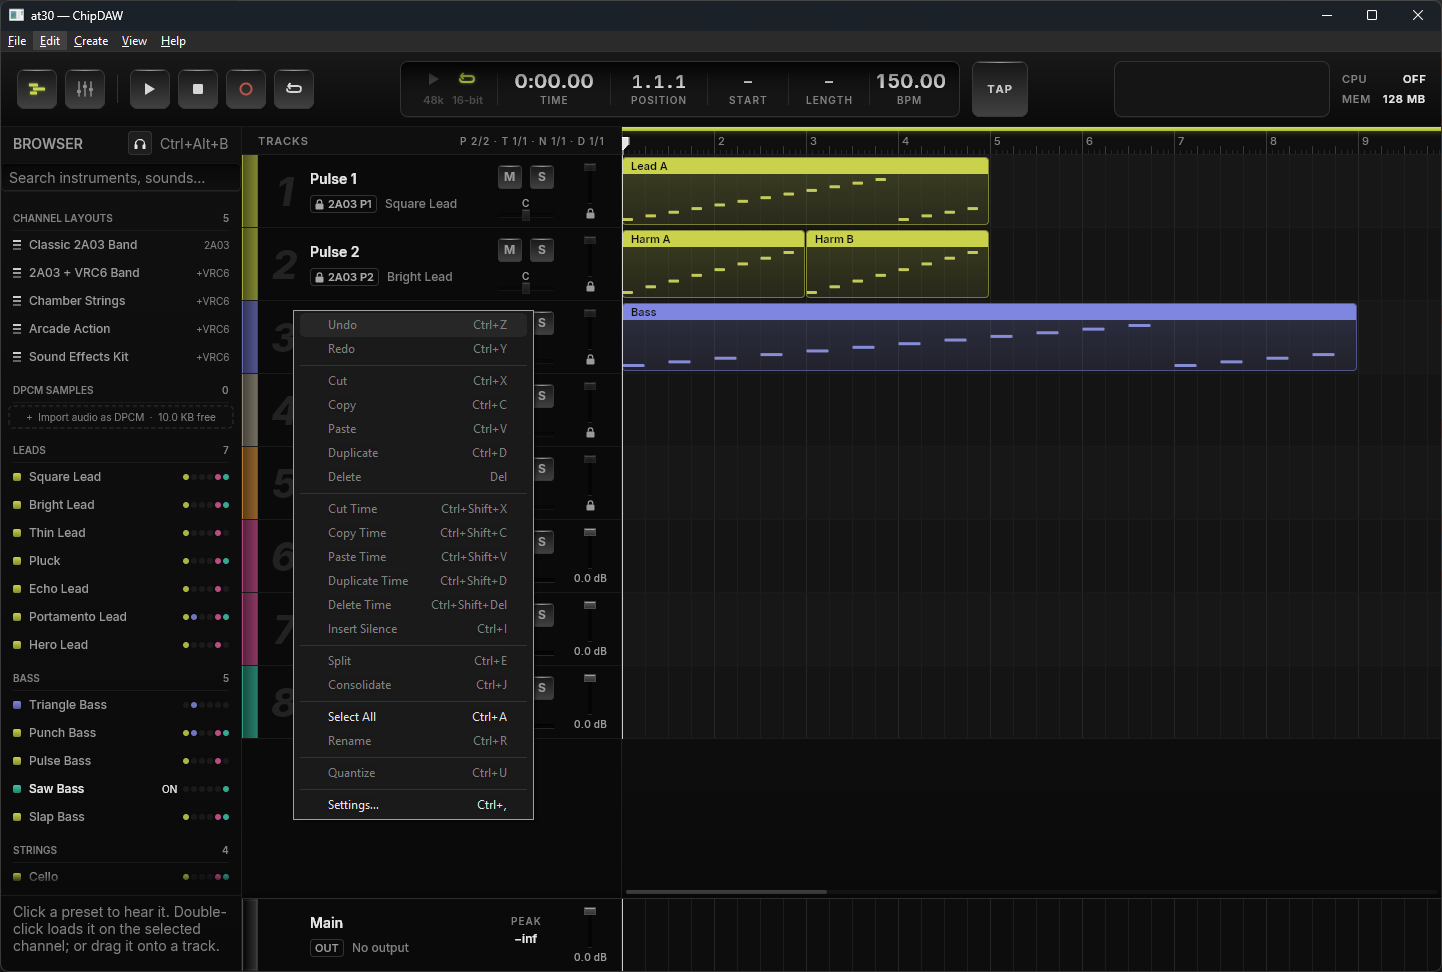 at30 — ChipDAW
File Edit Create View Help
48k 16-bit
0:00.00
TIME
1.1.1
POSITION
–
START
–
LENGTH
150.00
BPM
TAP
CPU OFF
MEM 128 MB
BROWSER Ctrl+Alt+B
Search instruments, sounds...
CHANNEL LAYOUTS 5
Classic 2A03 Band 2A03
2A03 + VRC6 Band +VRC6
Chamber Strings +VRC6
Arcade Action +VRC6
Sound Effects Kit +VRC6
DPCM SAMPLES 0
+ Import audio as DPCM · 10.0 KB free
LEADS 7
Square Lead
Bright Lead
Thin Lead
Pluck
Echo Lead
Portamento Lead
Hero Lead
BASS 5
Triangle Bass
Punch Bass
Pulse Bass
Saw Bass ON
Slap Bass
STRINGS 4
Cello
Click a preset to hear it. Double-
click loads it on the selected
channel; or drag it onto a track.
TRACKS P 2/2 · T 1/1 · N 1/1 · D 1/1
1 Pulse 1 M S
2A03 P1 Square Lead C
2 Pulse 2 M S
2A03 P2 Bright Lead C
3 S
4 S
5 S
6 S
0.0 dB
7 S
0.0 dB
8 S
0.0 dB
Undo Ctrl+Z
Redo Ctrl+Y
Cut Ctrl+X
Copy Ctrl+C
Paste Ctrl+V
Duplicate Ctrl+D
Delete Del
Cut Time Ctrl+Shift+X
Copy Time Ctrl+Shift+C
Paste Time Ctrl+Shift+V
Duplicate Time Ctrl+Shift+D
Delete Time Ctrl+Shift+Del
Insert Silence Ctrl+I
Split Ctrl+E
Consolidate Ctrl+J
Select All Ctrl+A
Rename Ctrl+R
Quantize Ctrl+U
Settings... Ctrl+,
2 3 4 5 6 7 8 9
Lead A
Harm A Harm B
Bass
Main PEAK
–inf
OUT No output
0.0 dB